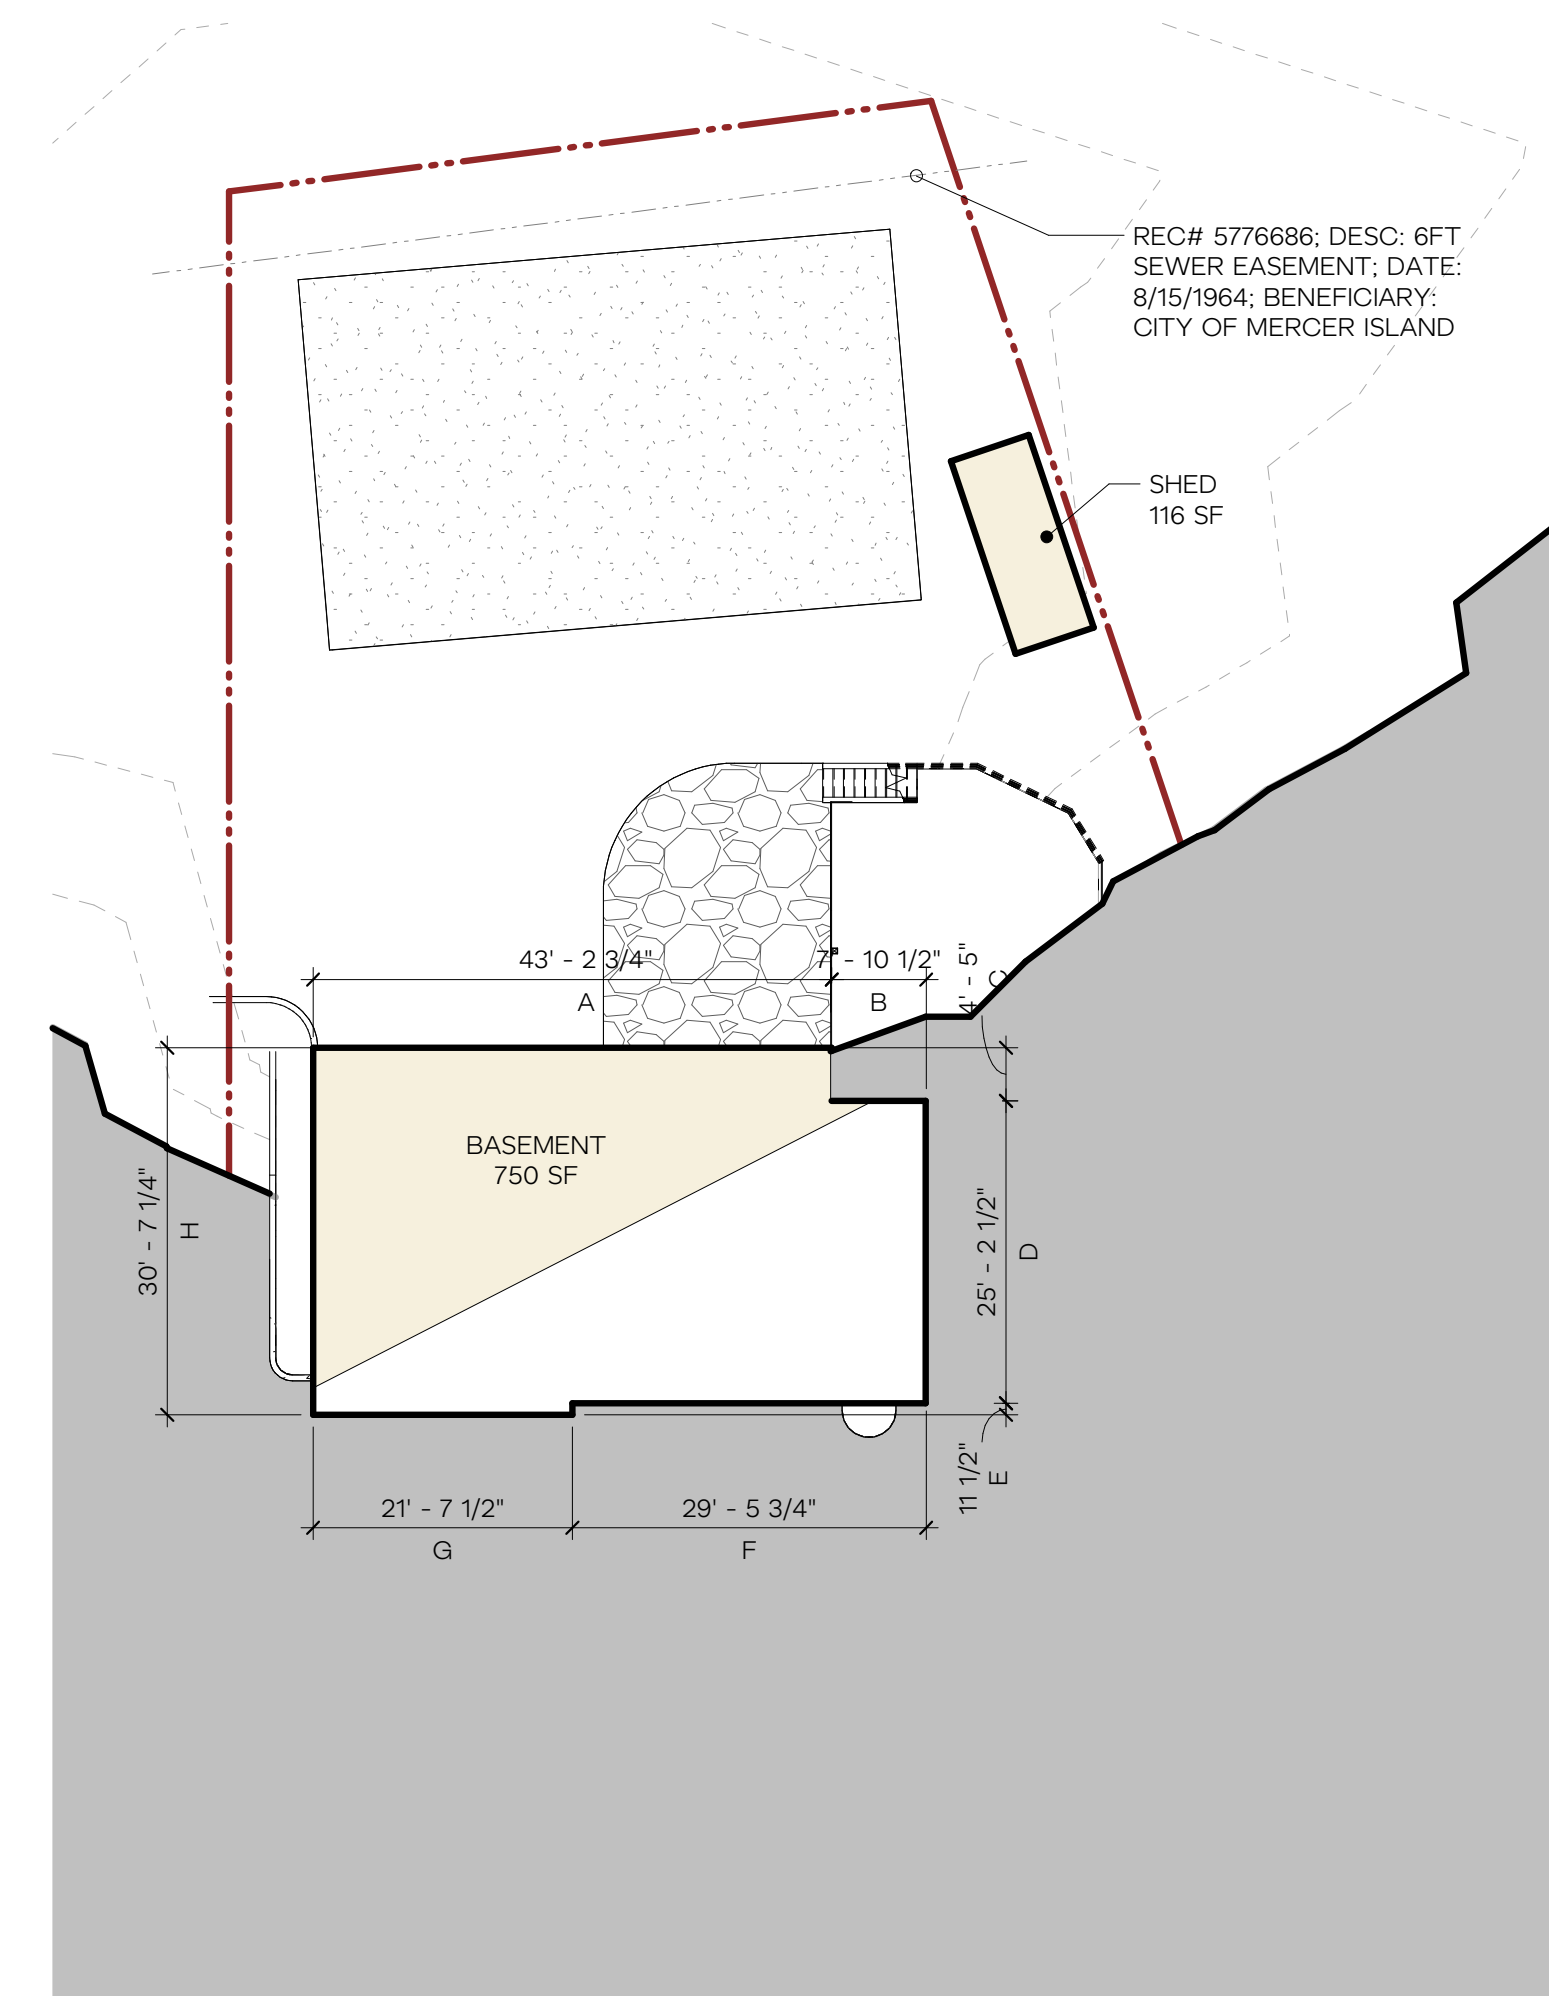 REC# 5776686; DESC: 6FT
SEWER EASEMENT; DATE:
8/15/1964; BENEFICIARY:
CITY OF MERCER ISLAND
SHED
116 SF
43' - 2 3/4"
7' - 10 1/2"
4' - 5"
A
B
C
BASEMENT
750 SF
30' - 7 1/4"
H
25' - 2 1/2"
D
11 1/2"
E
21' - 7 1/2"
29' - 5 3/4"
G
F